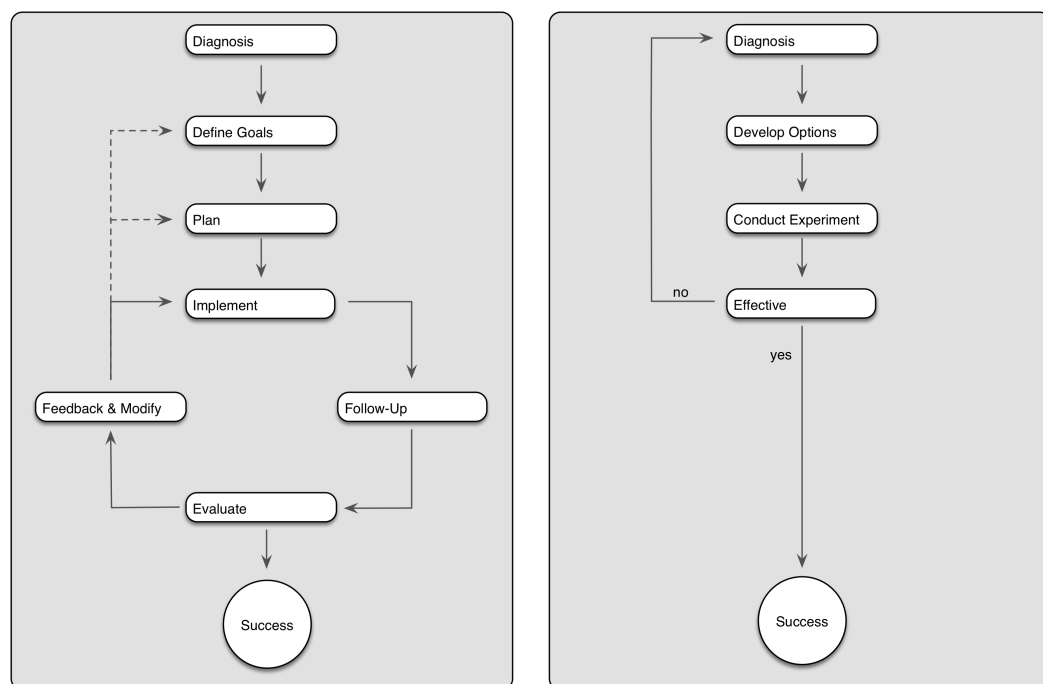 Diagnosis
Define Goals
Plan
Implement
Feedback & Modify
Follow-Up
Evaluate
Success
Diagnosis
Develop Options
Conduct Experiment
Effective
no
yes
Success